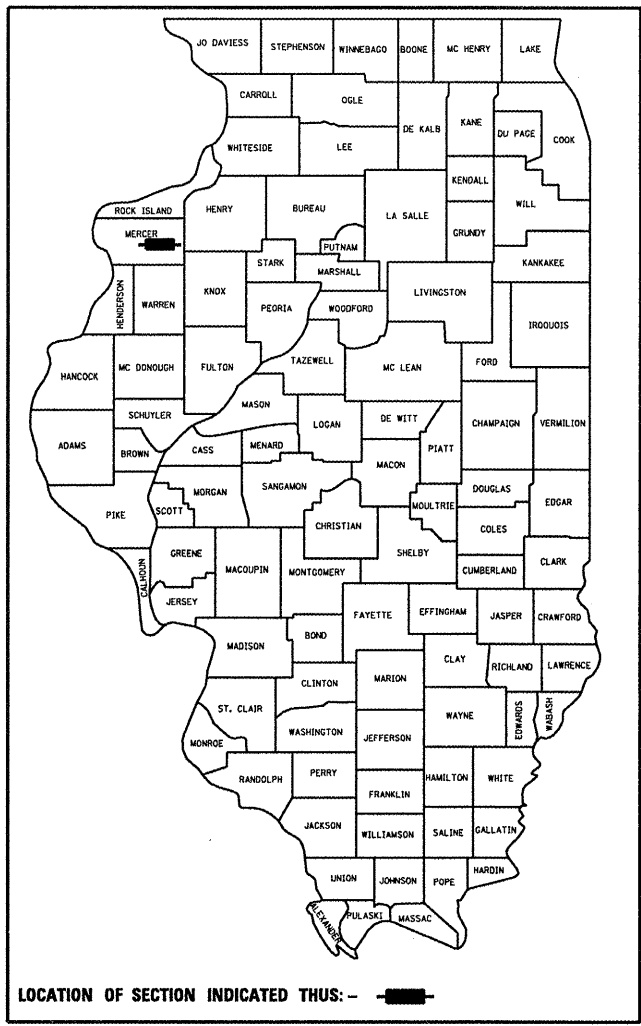 JO DAVIESS STEPHENSON WINNEBAGO BOONE MC HENRY LAKE
CARROLL OGLE DE KALB KANE DU PAGE COOK
WHITESIDE LEE
KENDALL WILL
ROCK ISLAND HENRY BUREAU LA SALLE
MERCER PUTNAM GRUNDY
STARK MARSHALL KANKAKEE
HENDERSON WARREN KNOX PEORIA WOODFORD LIVINGSTON
IRQQUOIS
HANCOCK MC DONOUGH FULTON TAZEWELL MC LEAN FORD
SCHUYLER MASON
ADAMS BROWN CASS MENARD LOGAN DE WITT PIATT CHAMPAIGN VERMILION
MACON
PIKE SCOTT MORGAN SANGAMON MOULTRIE DOUGLAS EDGAR
CHRISTIAN COLES
CALHOUN GREENE MACOUPIN MONTGOMERY SHELBY CUMBERLAND CLARK
JERSEY FAYETTE EFFINGHAM JASPER CRAWFORD
MADISON BOND
CLAY RICHLAND LAWRENCE
CLINTON MARION
ST. CLAIR WAYNE EDWARDS WABASH
MONROE WASHINGTON JEFFERSON
RANDOLPH PERRY HAMILTON WHITE
FRANKLIN
JACKSON WILLIAMSON SALINE GALLATIN
UNION JOHNSON POPE HARDIN
ALEXANDER PULASKI MASSAC
LOCATION OF SECTION INDICATED THUS: -